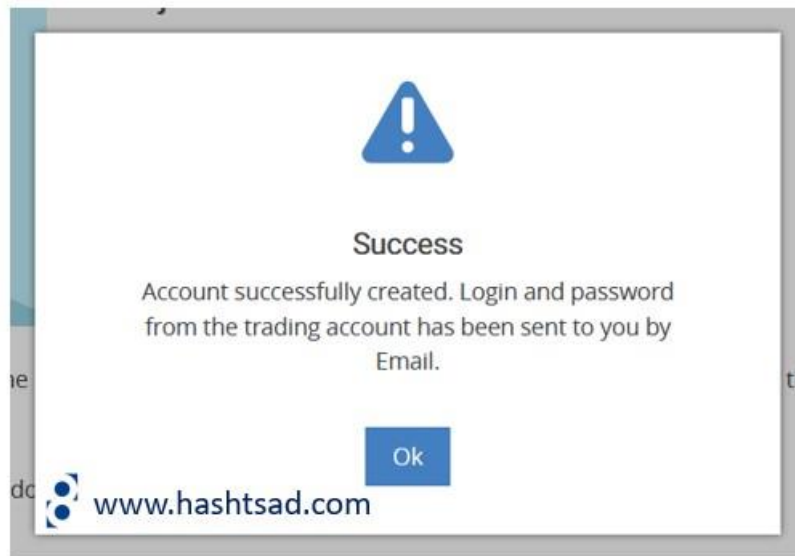 Success
Account successfully created. Login and password
from the trading account has been sent to you by
Email.
Ok
www.hashtsad.com